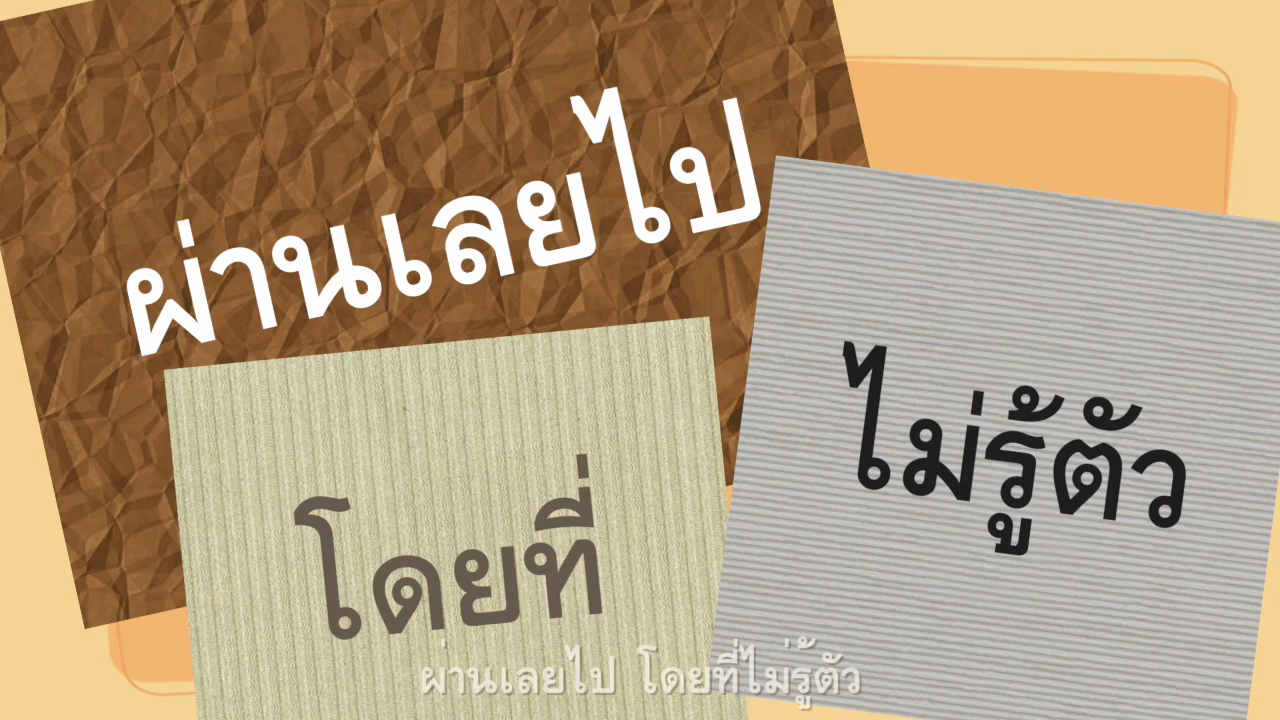 ผ่านเลยไป
โดยที่
ไม่รู้ตัว
ผ่านเลยไป โดยที่ไม่รู้ตัว